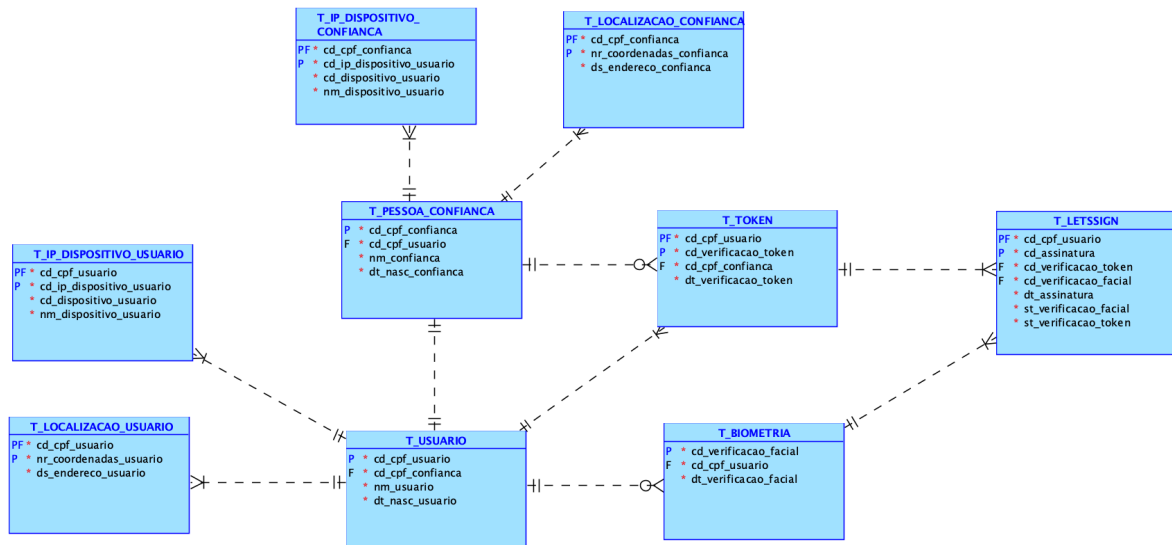 T_IP_DISPOSITIVO_
CONFIANCA
PF * cd_cpf_confianca
P * cd_ip_dispositivo_usuario
* cd_dispositivo_usuario
* nm_dispositivo_usuario
T_LOCALIZACAO_CONFIANCA
PF * cd_cpf_confianca
P * nr_coordenadas_confianca
* ds_endereco_confianca
T_PESSOA_CONFIANCA
P * cd_cpf_confianca
F * cd_cpf_usuario
* nm_confianca
* dt_nasc_confianca
T_TOKEN
PF * cd_cpf_usuario
P * cd_verificacao_token
F * cd_cpf_confianca
* dt_verificacao_token
T_LETSSIGN
PF * cd_cpf_usuario
P * cd_assinatura
F * cd_verificacao_token
F * cd_verificacao_facial
* dt_assinatura
* st_verificacao_facial
* st_verificacao_token
T_IP_DISPOSITIVO_USUARIO
PF * cd_cpf_usuario
P * cd_ip_dispositivo_usuario
* cd_dispositivo_usuario
* nm_dispositivo_usuario
T_LOCALIZACAO_USUARIO
PF * cd_cpf_usuario
P * nr_coordenadas_usuario
* ds_endereco_usuario
T_USUARIO
P * cd_cpf_usuario
F * cd_cpf_confianca
* nm_usuario
* dt_nasc_usuario
T_BIOMETRIA
P * cd_verificacao_facial
F * cd_cpf_usuario
* dt_verificacao_facial